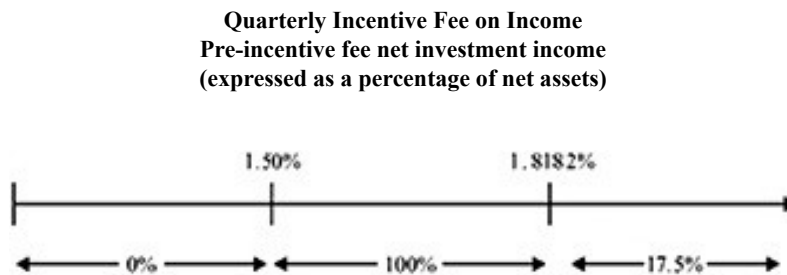 Quarterly Incentive Fee on Income
Pre-incentive fee net investment income
(expressed as a percentage of net assets)
1.50% 1.8182%
0% 100% 17.5%